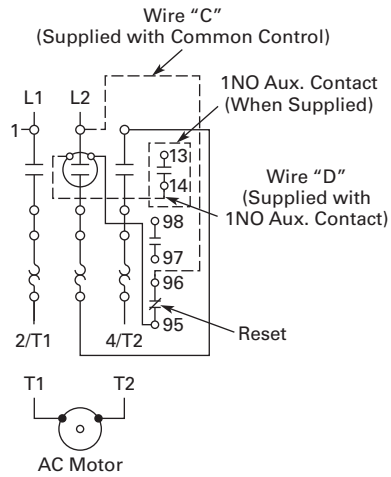 Wire “C”
(Supplied with Common Control)
1NO Aux. Contact
(When Supplied)
L1 L2
1
13
14
Wire “D”
(Supplied with
1NO Aux. Contact)
98
97
96
95
Reset
2/T1 4/T2
T1 T2
AC Motor